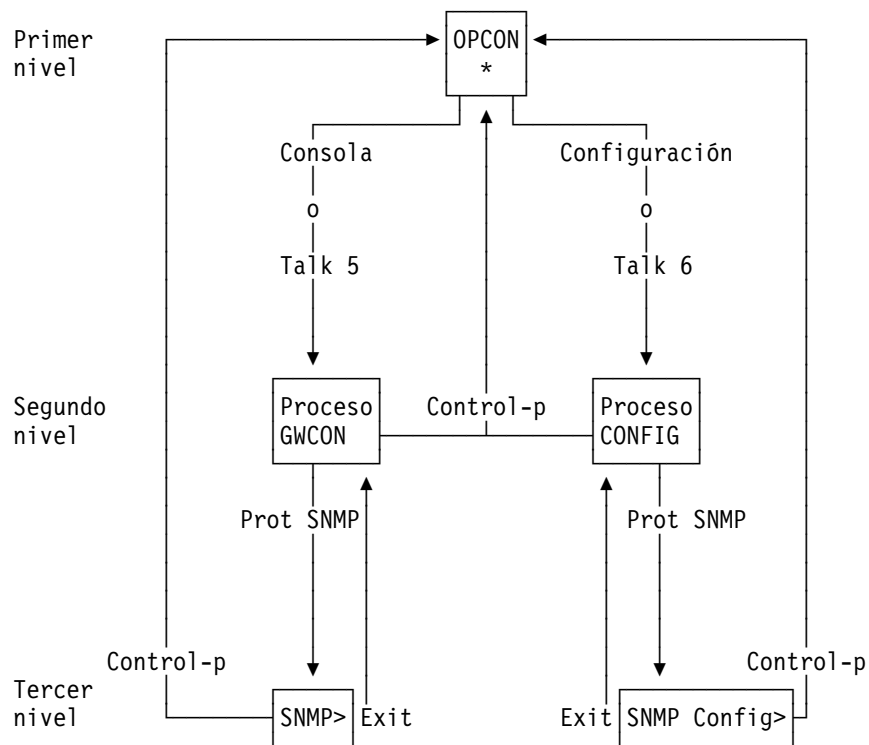 Primer
nivel
OPCON
*
Consola
Configuración
o
o
Talk 5
Talk 6
Segundo
nivel
Proceso
GWCON
Control-p
Proceso
CONFIG
Prot SNMP
Prot SNMP
Control-p
Control-p
Tercer
nivel
SNMP>
Exit
Exit
SNMP Config>